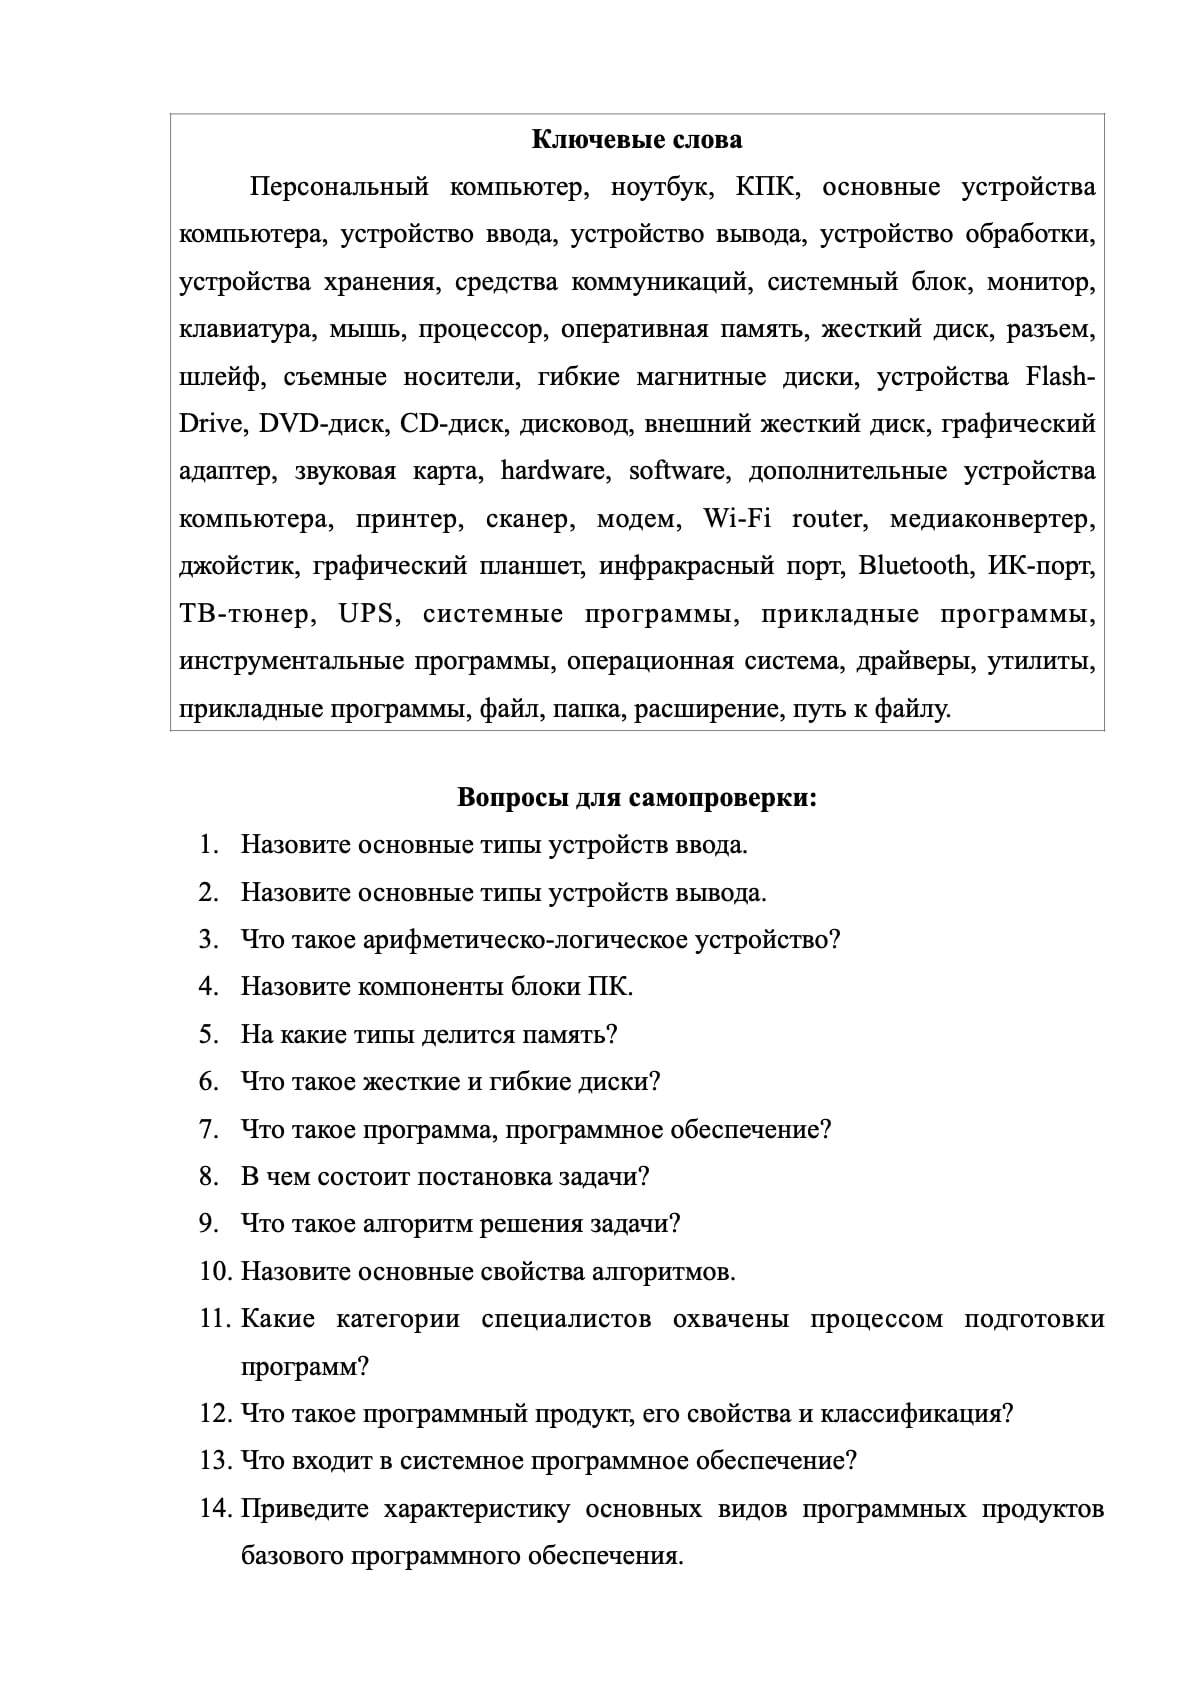 Ключевые слова
Персональный компьютер, ноутбук, КПК, основные устройства
компьютера, устройство ввода, устройство вывода, устройство обработки,
устройства хранения, средства коммуникаций, системный блок, монитор,
клавиатура, мышь, процессор, оперативная память, жесткий диск, разъем,
шлейф, съемные носители, гибкие магнитные диски, устройства Flash-
Drive, DVD-диск, CD-диск, дисковод, внешний жесткий диск, графический
адаптер, звуковая карта, hardware, software, дополнительные устройства
компьютера, принтер, сканер, модем, Wi-Fi router, медиаконвертер,
джойстик, графический планшет, инфракрасный порт, Bluetooth, ИК-порт,
ТВ-тюнер, UPS, системные программы, прикладные программы,
инструментальные программы, операционная система, драйверы, утилиты,
прикладные программы, файл, папка, расширение, путь к файлу.
Вопросы для самопроверки:
1. Назовите основные типы устройств ввода.
2. Назовите основные типы устройств вывода.
3. Что такое арифметическо-логическое устройство?
4. Назовите компоненты блоки ПК.
5. На какие типы делится память?
6. Что такое жесткие и гибкие диски?
7. Что такое программа, программное обеспечение?
8. В чем состоит постановка задачи?
9. Что такое алгоритм решения задачи?
10. Назовите основные свойства алгоритмов.
11. Какие категории специалистов охвачены процессом подготовки
программ?
12. Что такое программный продукт, его свойства и классификация?
13. Что входит в системное программное обеспечение?
14. Приведите характеристику основных видов программных продуктов
базового программного обеспечения.